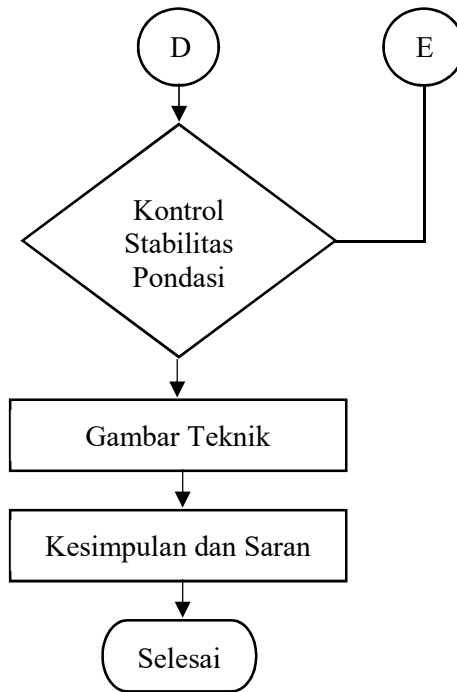 D
E
Kontrol
Stabilitas
Pondasi
Gambar Teknik
Kesimpulan dan Saran
Selesai